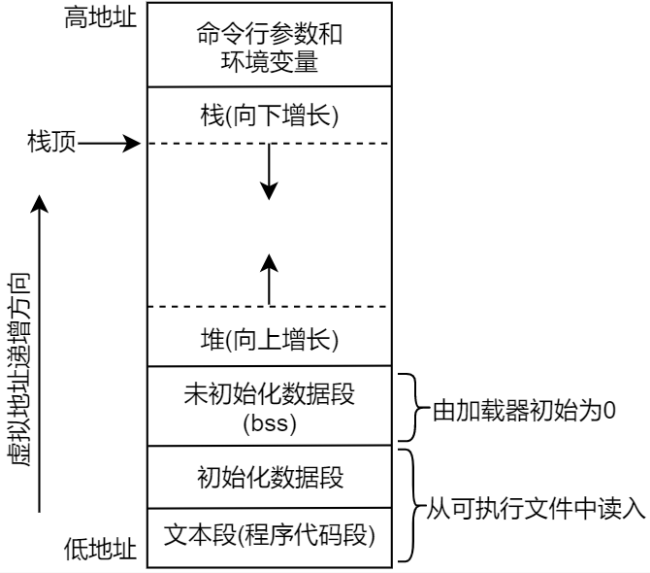 高地址
命令行参数和
环境变量
栈(向下增长)
栈顶
虚拟地址递增方向
堆(向上增长)
未初始化数据段
(bss)
由加载器初始为0
初始化数据段
从可执行文件中读入
文本段(程序代码段)
低地址